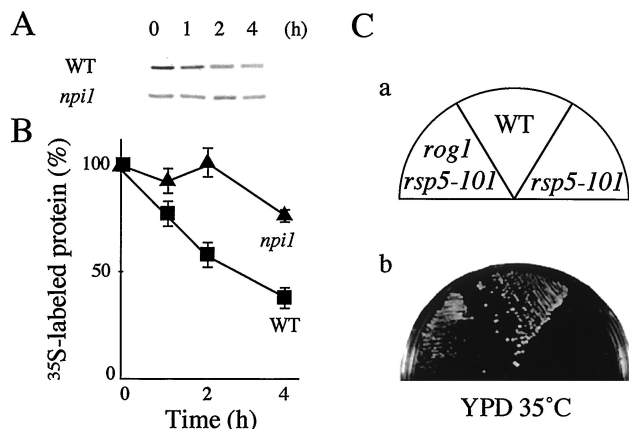 A
0 1 2 4 (h)
WT
npi1
B
³⁵S-labeled protein (%)
100
50
0
npi1
WT
0 2 4
Time (h)
C
a
WT
rog1
rsp5-101
rsp5-101
b
YPD 35˚C